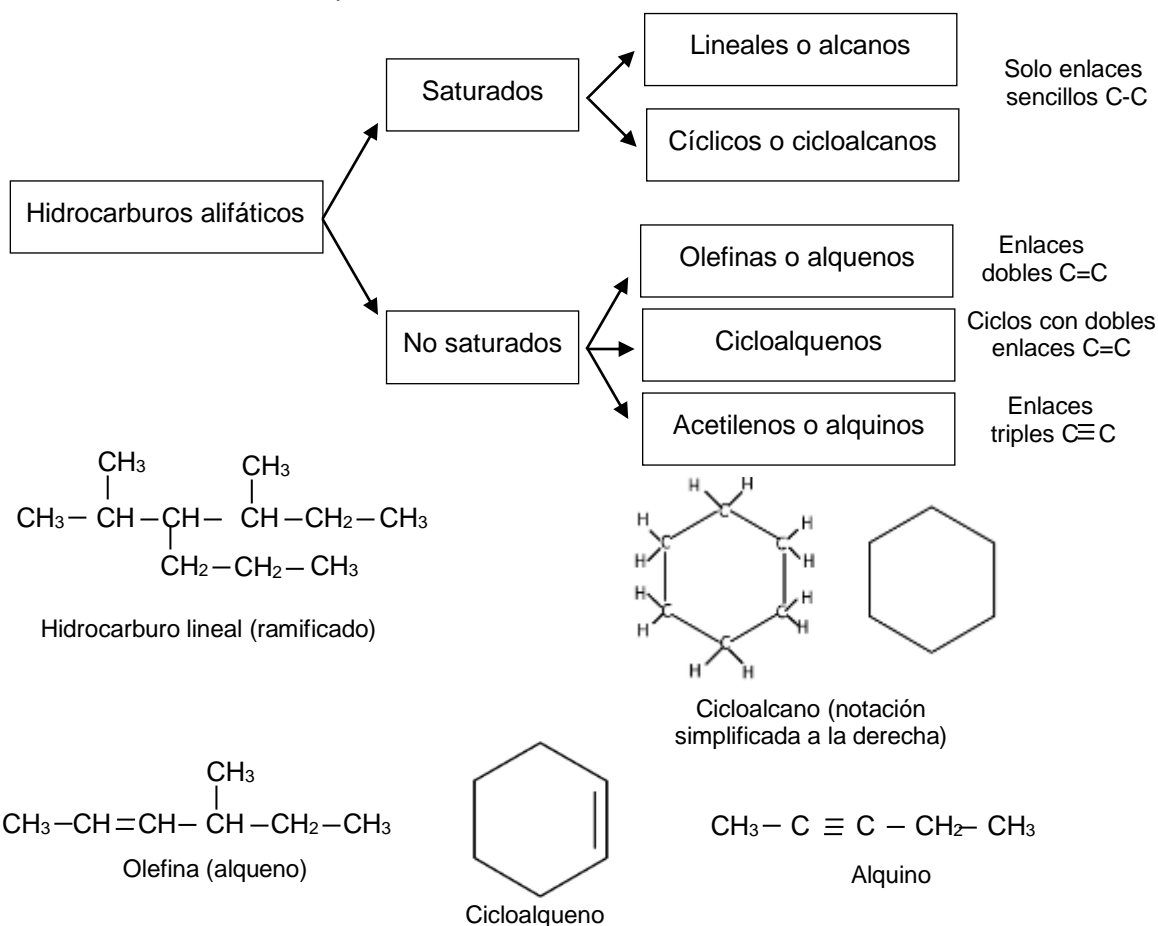 Lineales o alcanos
Solo enlaces
sencillos C-C
Saturados
Cíclicos o cicloalcanos
Hidrocarburos alifáticos
Olefinas o alquenos
Enlaces
dobles C=C
No saturados
Cicloalquenos
Ciclos con dobles
enlaces C=C
Acetilenos o alquinos
Enlaces
triples C≡C
CH3 CH3
CH3–CH–CH–CH–CH2–CH3
CH2–CH2–CH3
Hidrocarburo lineal (ramificado)
H H
C
H C C H
H H
H C C H
H H
C
H H
Cicloalcano (notación
simplificada a la derecha)
CH3
CH3–CH=CH–CH–CH2–CH3
Olefina (alqueno)
Cicloalqueno
CH3–C≡C–CH2–CH3
Alquino